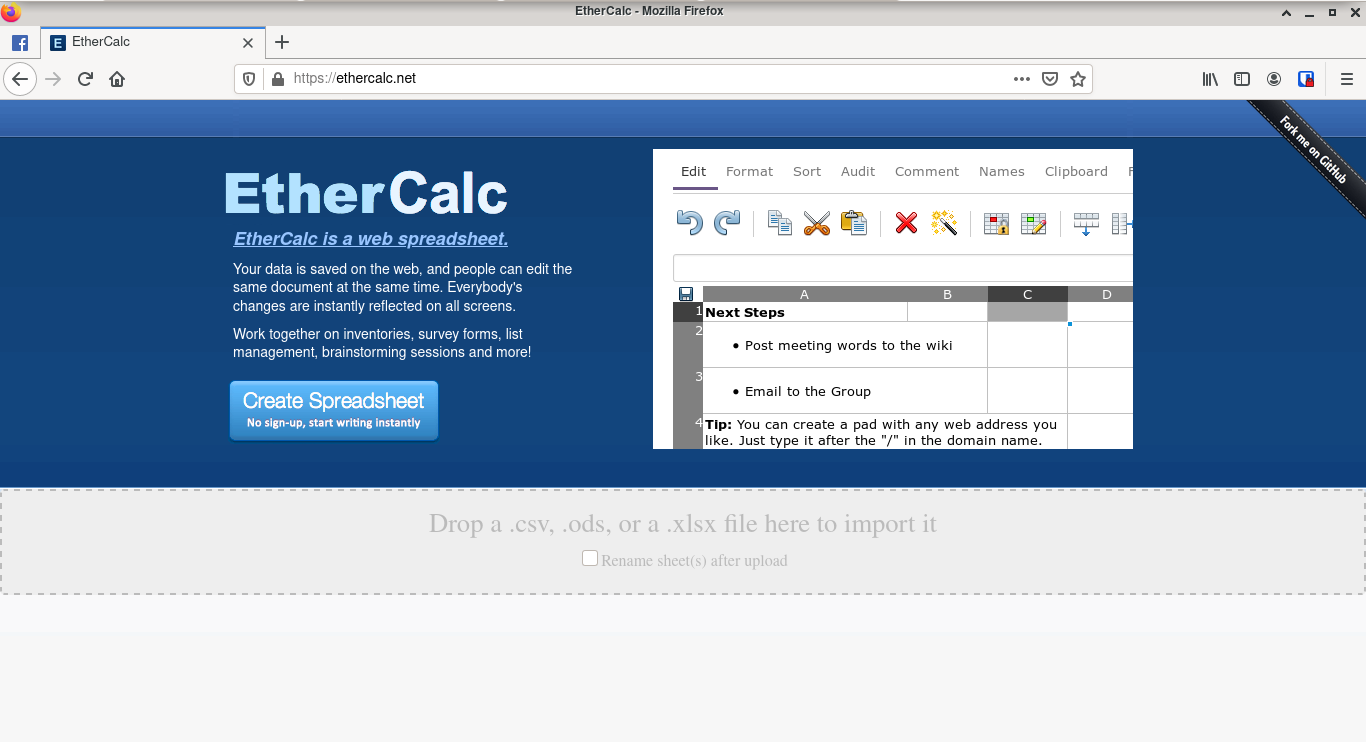 EtherCalc - Mozilla Firefox
EtherCalc
https://ethercalc.net
Fork me on GitHub
EtherCalc
EtherCalc is a web spreadsheet.
Your data is saved on the web, and people can edit the
same document at the same time. Everybody's
changes are instantly reflected on all screens.
Work together on inventories, survey forms, list
management, brainstorming sessions and more!
Create Spreadsheet
No sign-up, start writing instantly
Edit Format Sort Audit Comment Names Clipboard
A B C D
1 Next Steps
2 • Post meeting words to the wiki
3 • Email to the Group
4 Tip: You can create a pad with any web address you
like. Just type it after the "/" in the domain name.
Drop a .csv, .ods, or a .xlsx file here to import it
Rename sheet(s) after upload